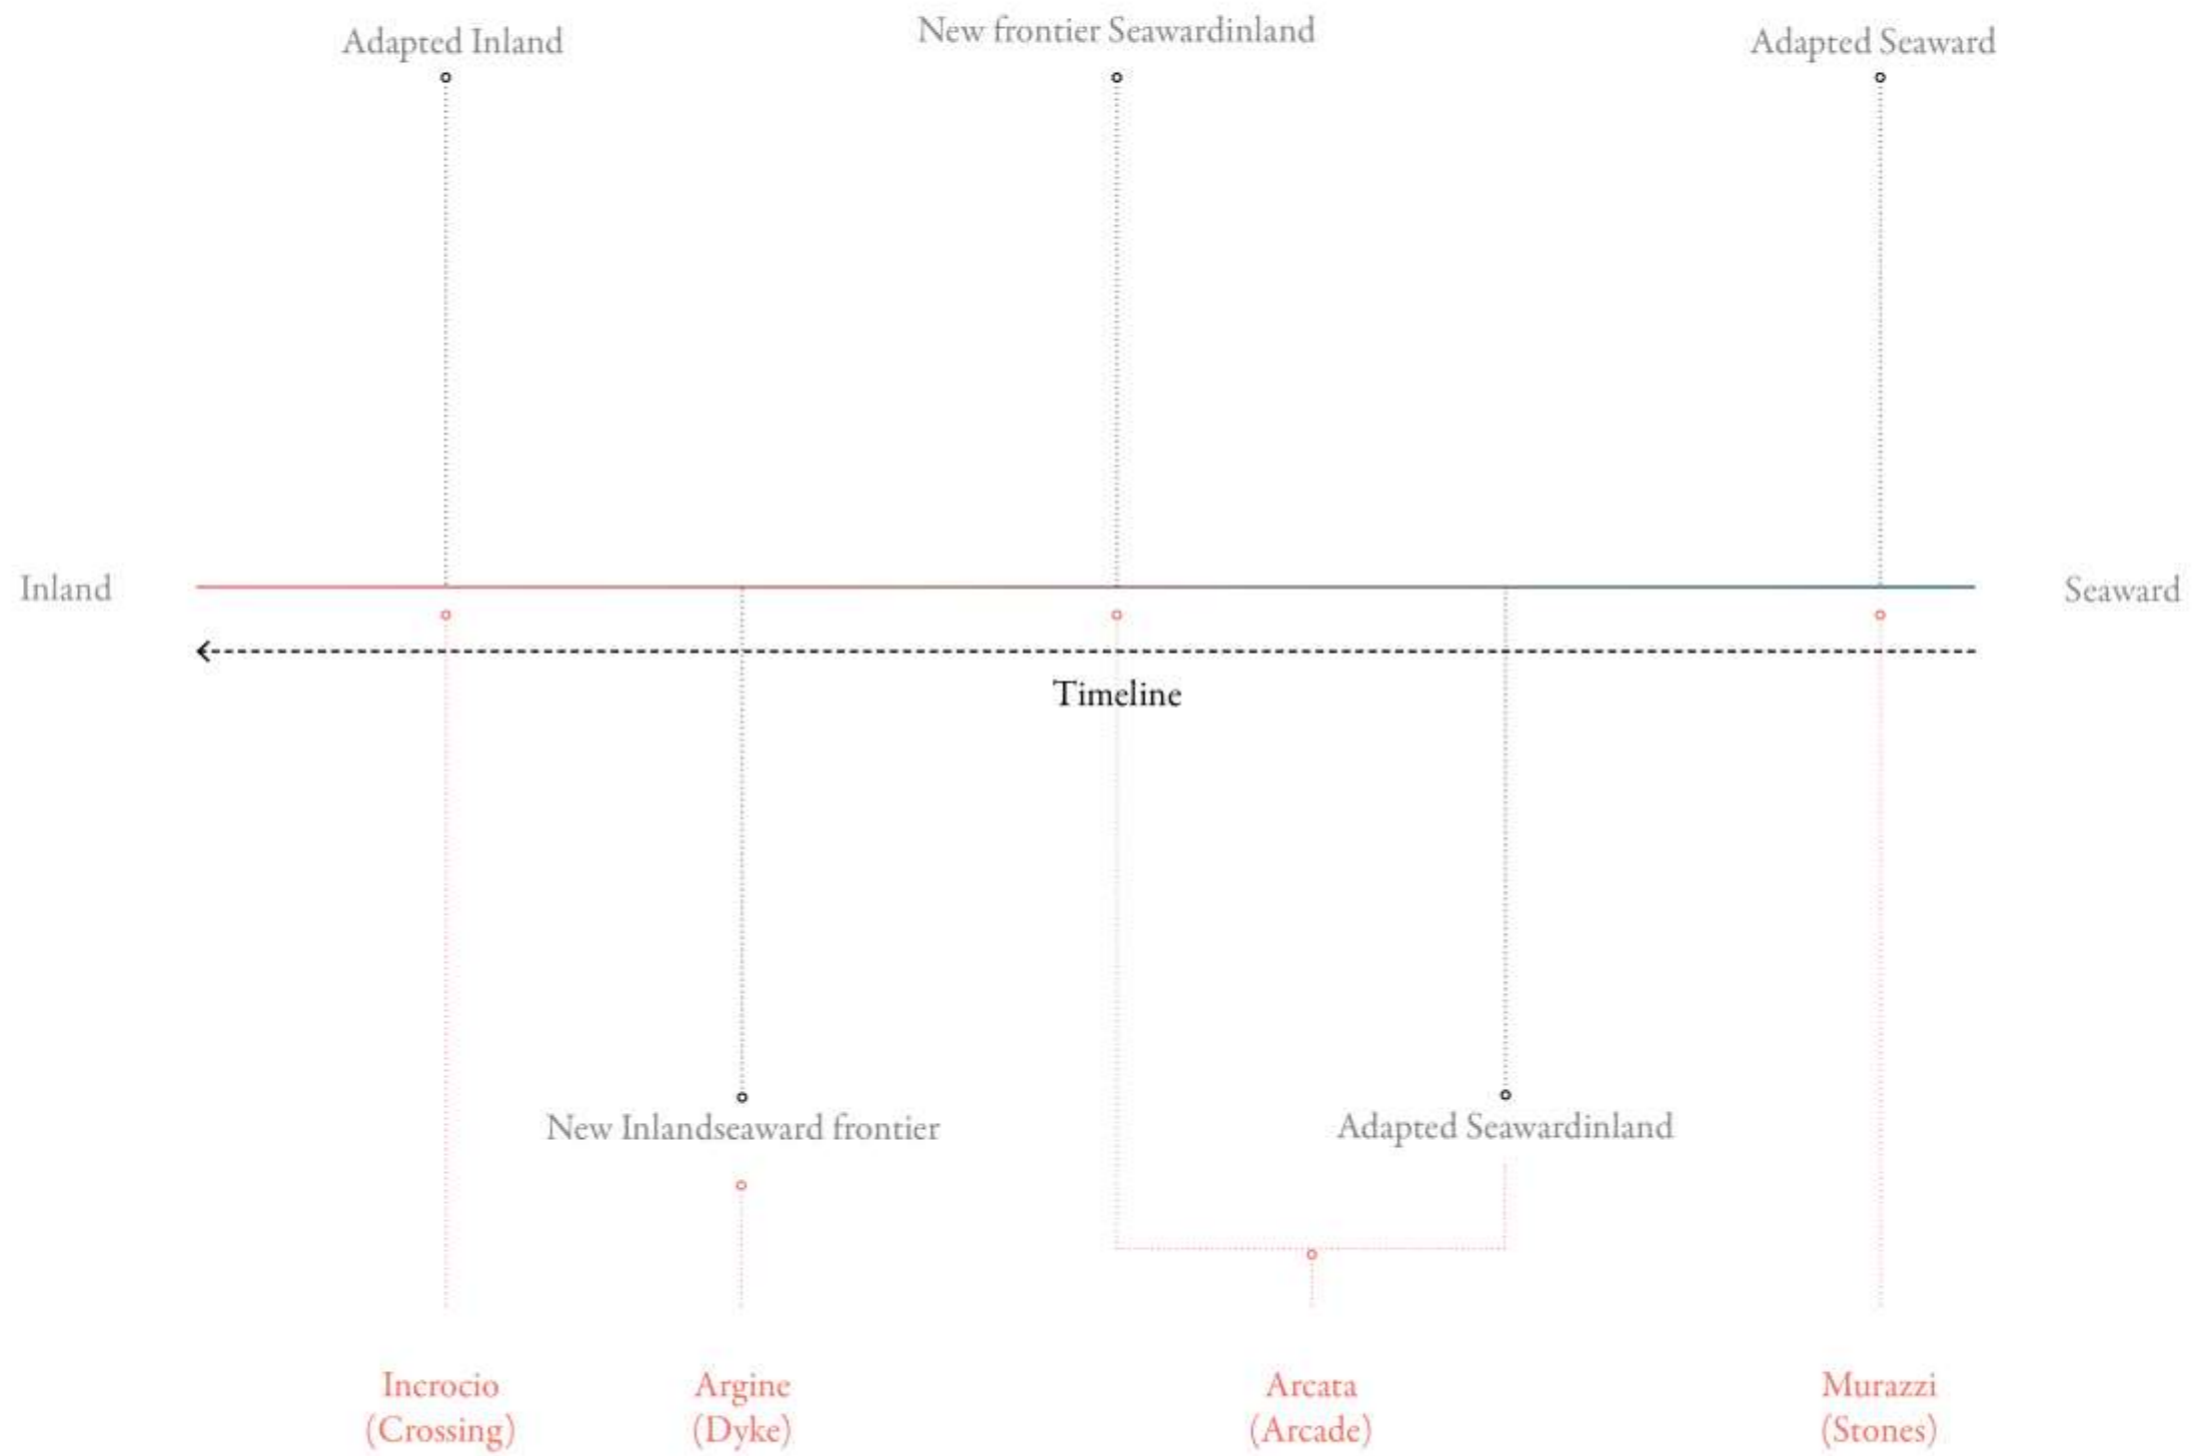 Adapted Inland
New frontier Seawardinland
Adapted Seaward
Inland
Seaward
Timeline
New Inlandseaward frontier
Adapted Seawardinland
Incrocio
(Crossing)
Argine
(Dyke)
Arcata
(Arcade)
Murazzi
(Stones)